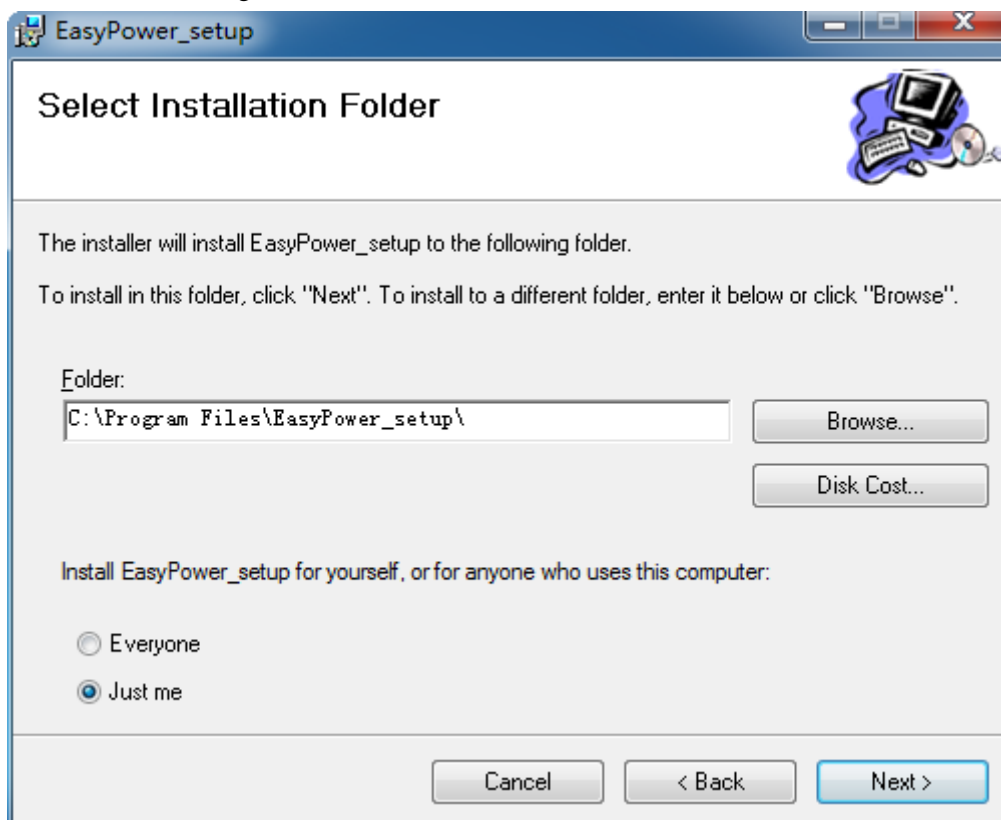 EasyPower_setup
Select Installation Folder
The installer will install EasyPower_setup to the following folder.
To install in this folder, click "Next". To install to a different folder, enter it below or click "Browse".
Folder:
C:\Program Files\EasyPower_setup\
Browse...
Disk Cost...
Install EasyPower_setup for yourself, or for anyone who uses this computer:
Everyone
Just me
Cancel
< Back
Next >